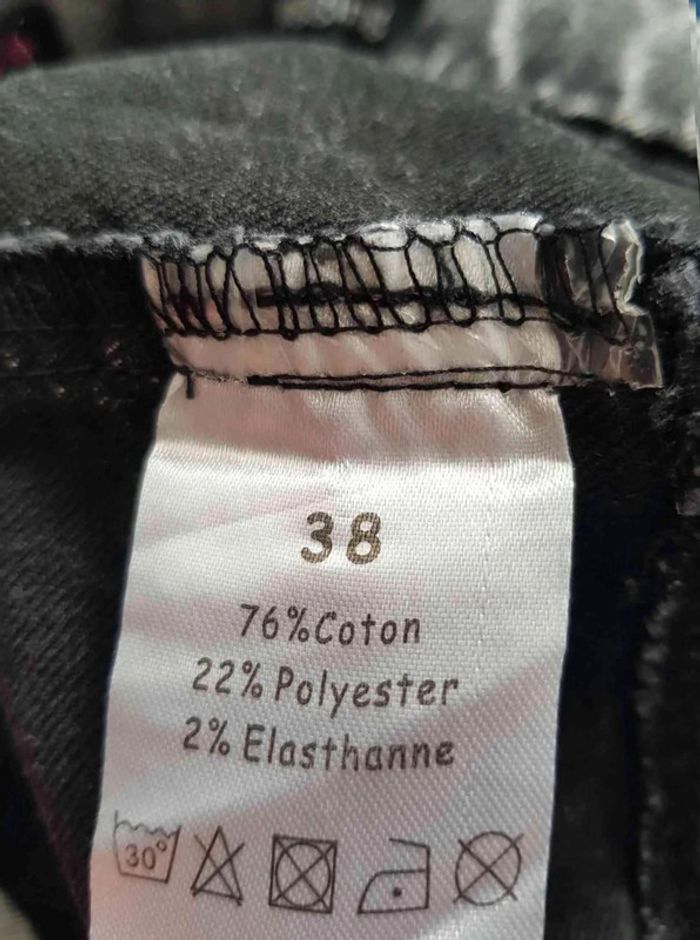 38
76%Coton
22% Polyester
2% Elasthanne
30°